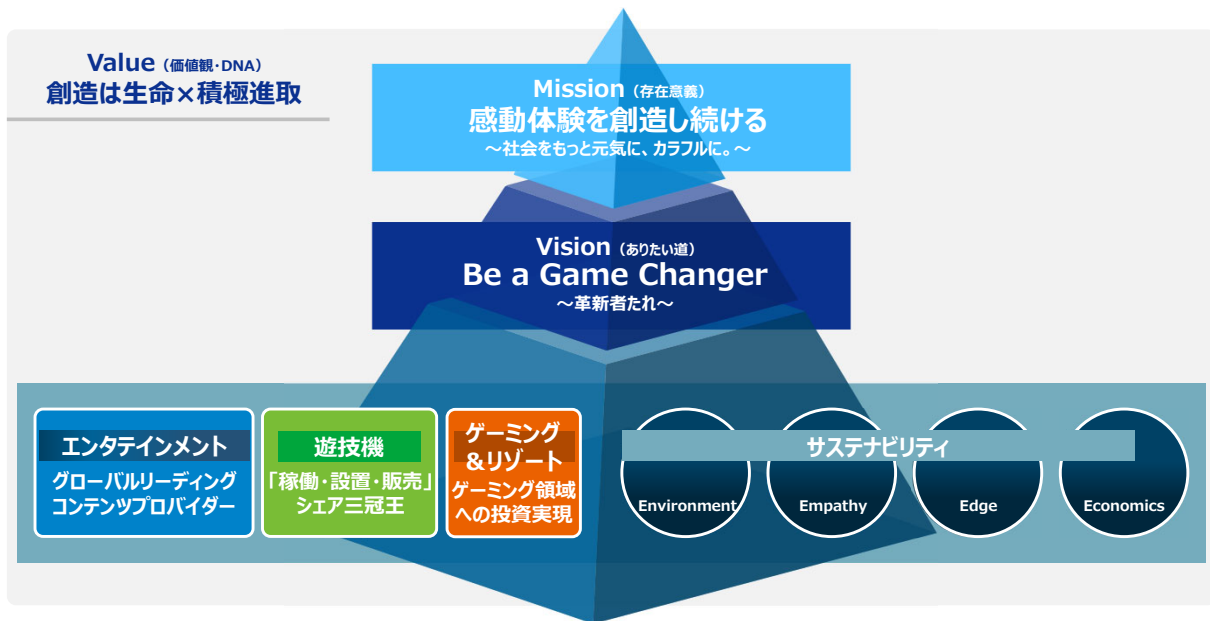 Value（価値観・DNA）
創造は生命×積極進取
Mission（存在意義）
感動体験を創造し続ける
～社会をもっと元気に、カラフルに。～
Vision（ありたい道）
Be a Game Changer
～革新者たれ～
エンタテインメント
グローバルリーディング
コンテンツプロバイダー
遊技機
「稼働・設置・販売」
シェア三冠王
ゲーミング
＆リゾート
ゲーミング領域
への投資実現
サステナビリティ
Environment
Empathy
Edge
Economics